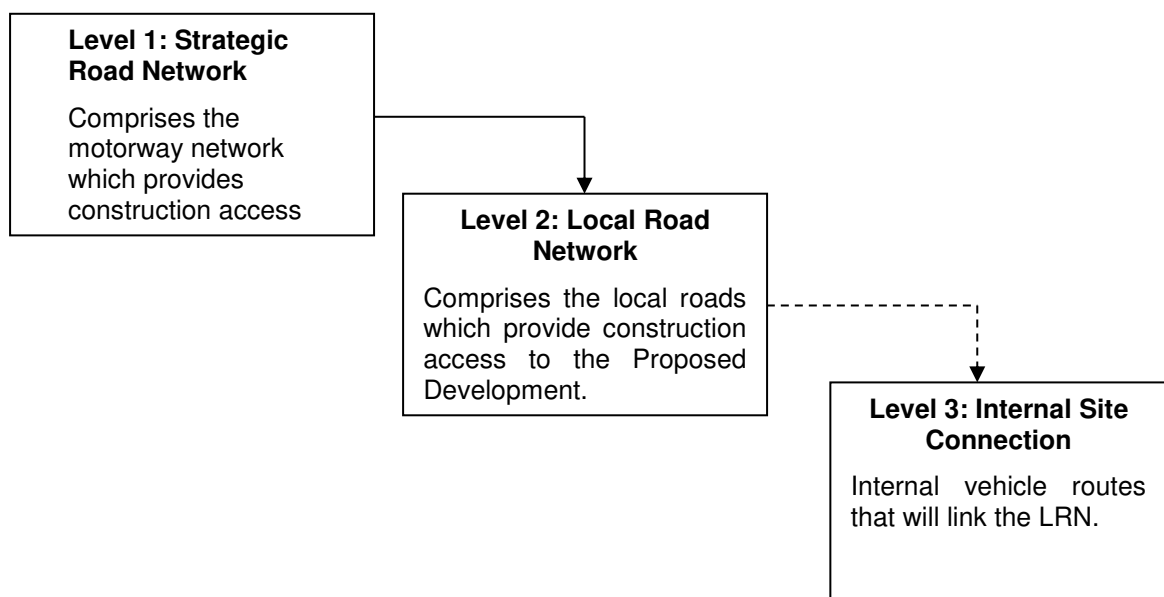 Level 1: Strategic
Road Network
Comprises the
motorway network
which provides
construction access
Level 2: Local Road
Network
Comprises the local roads
which provide construction
access to the Proposed
Development.
Level 3: Internal Site
Connection
Internal vehicle routes
that will link the LRN.